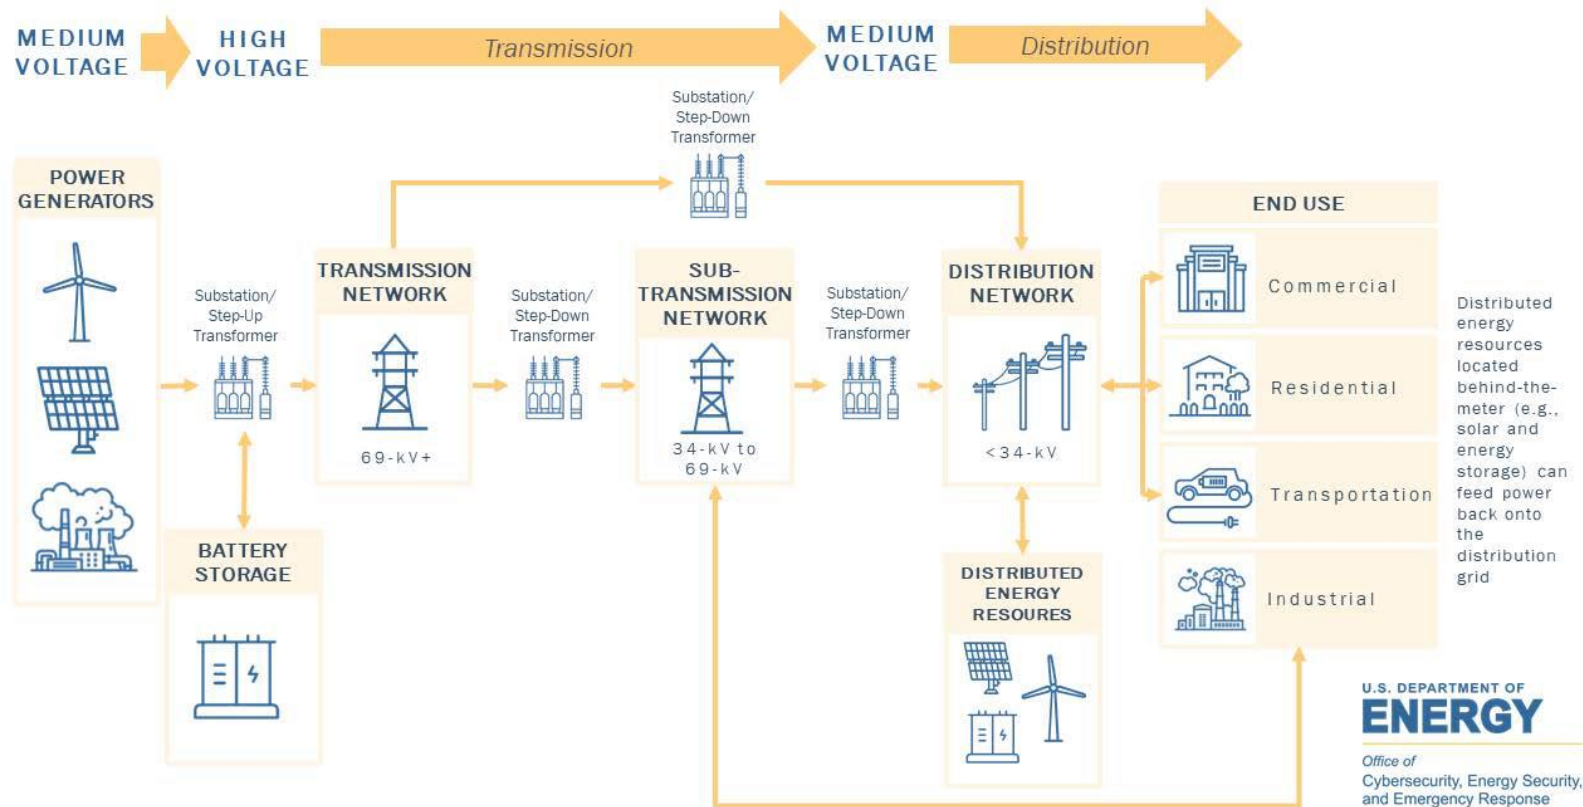 MEDIUM
VOLTAGE
HIGH
VOLTAGE
Transmission
MEDIUM
VOLTAGE
Distribution
Substation/
Step-Down
Transformer
POWER
GENERATORS
Substation/
Step-Up
Transformer
TRANSMISSION
NETWORK
69-kV+
Substation/
Step-Down
Transformer
SUB-
TRANSMISSION
NETWORK
34-kV to
69-kV
Substation/
Step-Down
Transformer
DISTRIBUTION
NETWORK
<34-kV
END USE
Commercial
Residential
Transportation
Industrial
Distributed
energy
resources
located
behind-the-
meter (e.g.,
solar and
energy
storage) can
feed power
back onto
the
distribution
grid
BATTERY
STORAGE
DISTRIBUTED
ENERGY
RESOURES
U.S. DEPARTMENT OF
ENERGY
Office of
Cybersecurity, Energy Security,
and Emergency Response